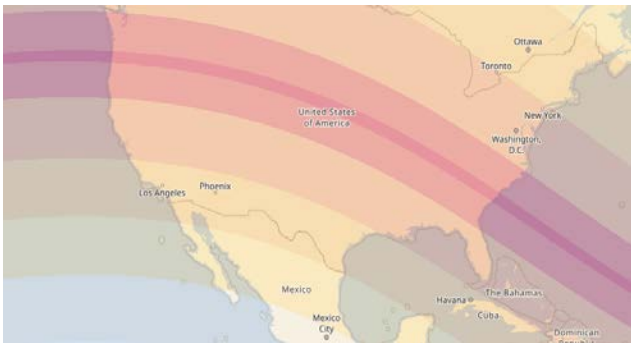 Ottawa
Toronto
United States
of America
New York
Washington,
D.C.
Los Angeles
Phoenix
Mexico
Havana
The Bahamas
Cuba
Mexico
City
Dominican